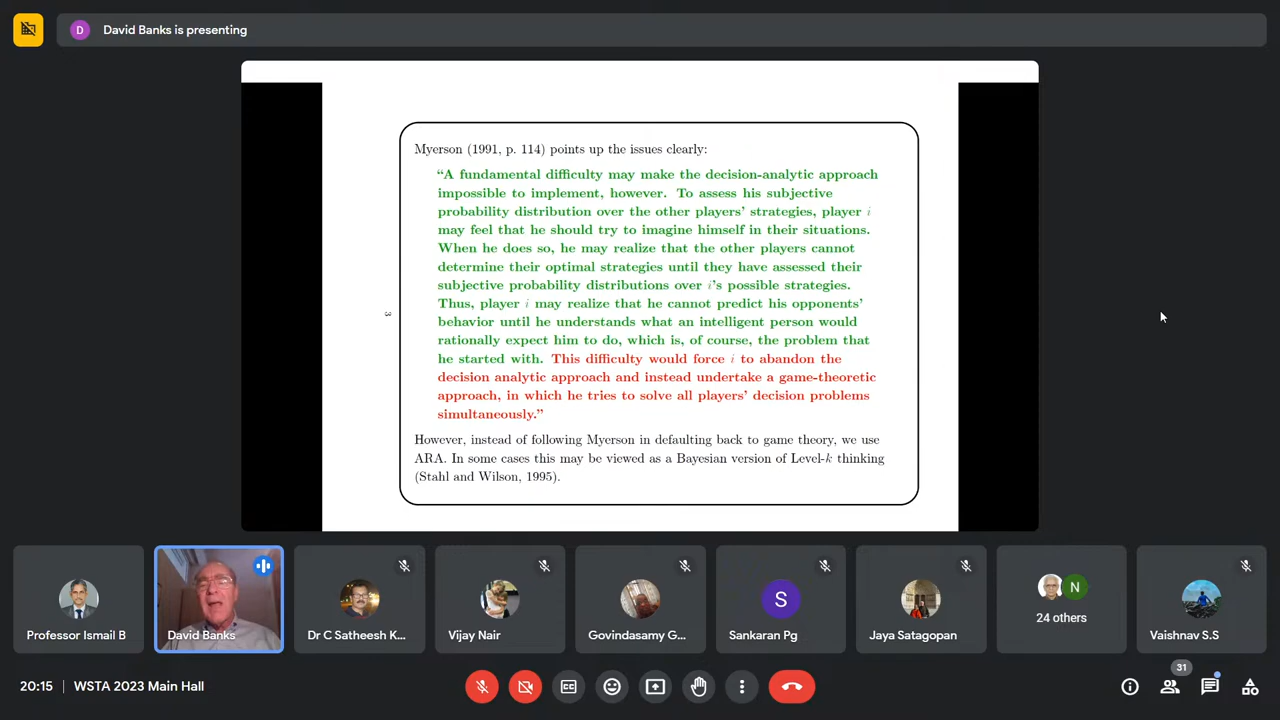 D
David Banks is presenting
Myerson (1991, p. 114) points up the issues clearly:
“A fundamental difficulty may make the decision-analytic approach
impossible to implement, however. To assess his subjective
probability distribution over the other players’ strategies, player i
may feel that he should try to imagine himself in their situations.
When he does so, he may realize that the other players cannot
determine their optimal strategies until they have assessed their
subjective probability distributions over i’s possible strategies.
Thus, player i may realize that he cannot predict his opponents’
behavior until he understands what an intelligent person would
rationally expect him to do, which is, of course, the problem that
he started with. This difficulty would force i to abandon the
decision analytic approach and instead undertake a game-theoretic
approach, in which he tries to solve all players’ decision problems
simultaneously.”
However, instead of following Myerson in defaulting back to game theory, we use
ARA. In some cases this may be viewed as a Bayesian version of Level-k thinking
(Stahl and Wilson, 1995).
3
Professor Ismail B
David Banks
Dr C Satheesh K...
Vijay Nair
Govindasamy G...
S
Sankaran Pg
Jaya Satagopan
N
24 others
Vaishnav S.S
20:15 | WSTA 2023 Main Hall
CC
31